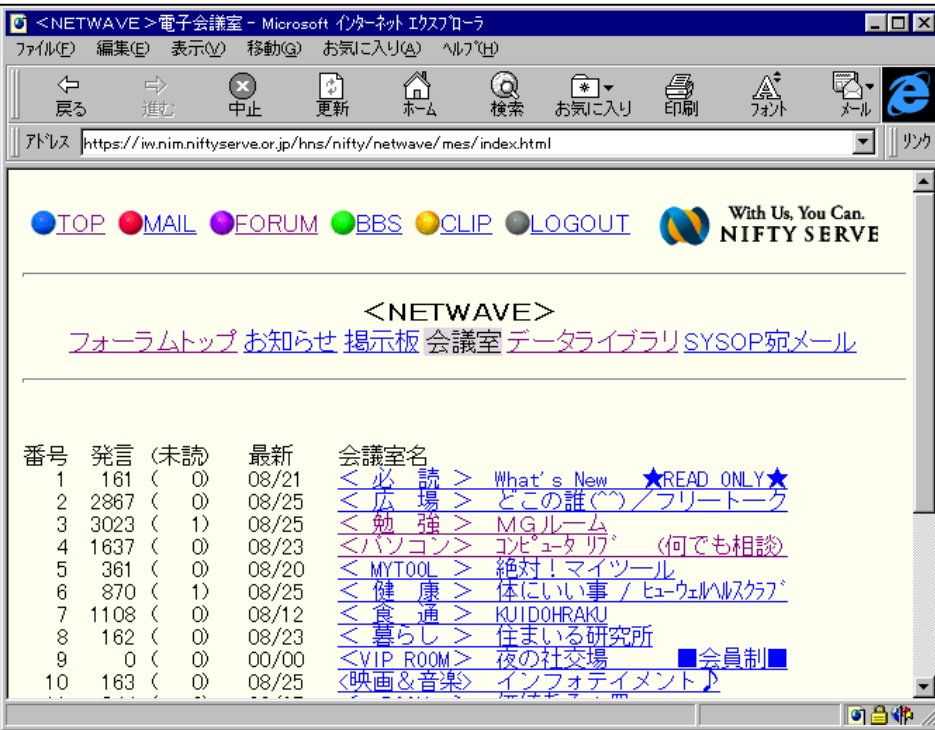 <NETWAVE>電子会議室 - Microsoft インターネット エクスプローラ
ファイル(F) 編集(E) 表示(V) 移動(G) お気に入り(A) ヘルプ(H)
戻る 進む 中止 更新 ホーム 検索 お気に入り 印刷 フォント メール
アドレス https://iw.nim.niftyserve.or.jp/hns/nifty/netwave/mes/index.html リンク
TOP MAIL FORUM BBS CLIP LOGOUT With Us, You Can.
NIFTY SERVE
<NETWAVE>
フォーラムトップ お知らせ 掲示板 会議室 データライブラリ SYSOP宛メール
番号 発言 (未読) 最新 会議室名
1 161 ( 0) 08/21 < 必 読 > What's New ★READ ONLY★
2 2867 ( 0) 08/25 < 広 場 > どこの誰(^^)/フリートーク
3 3023 ( 1) 08/25 < 勉 強 > MGルーム
4 1637 ( 0) 08/23 <パソコン> コンピュータ リブ (何でも相談)
5 361 ( 0) 08/20 < MYTOOL > 絶対!マイツール
6 870 ( 1) 08/25 < 健 康 > 体にいい事 / ヒューウェルヘルスクラブ
7 1108 ( 0) 08/12 < 食 通 > KUIDOHRAKU
8 162 ( 0) 08/23 < 暮らし > 住まいる研究所
9 0 ( 0) 00/00 <VIP ROOM> 夜の社交場 ■会員制■
10 163 ( 0) 08/25 <映画&音楽> インフォテイメント♪